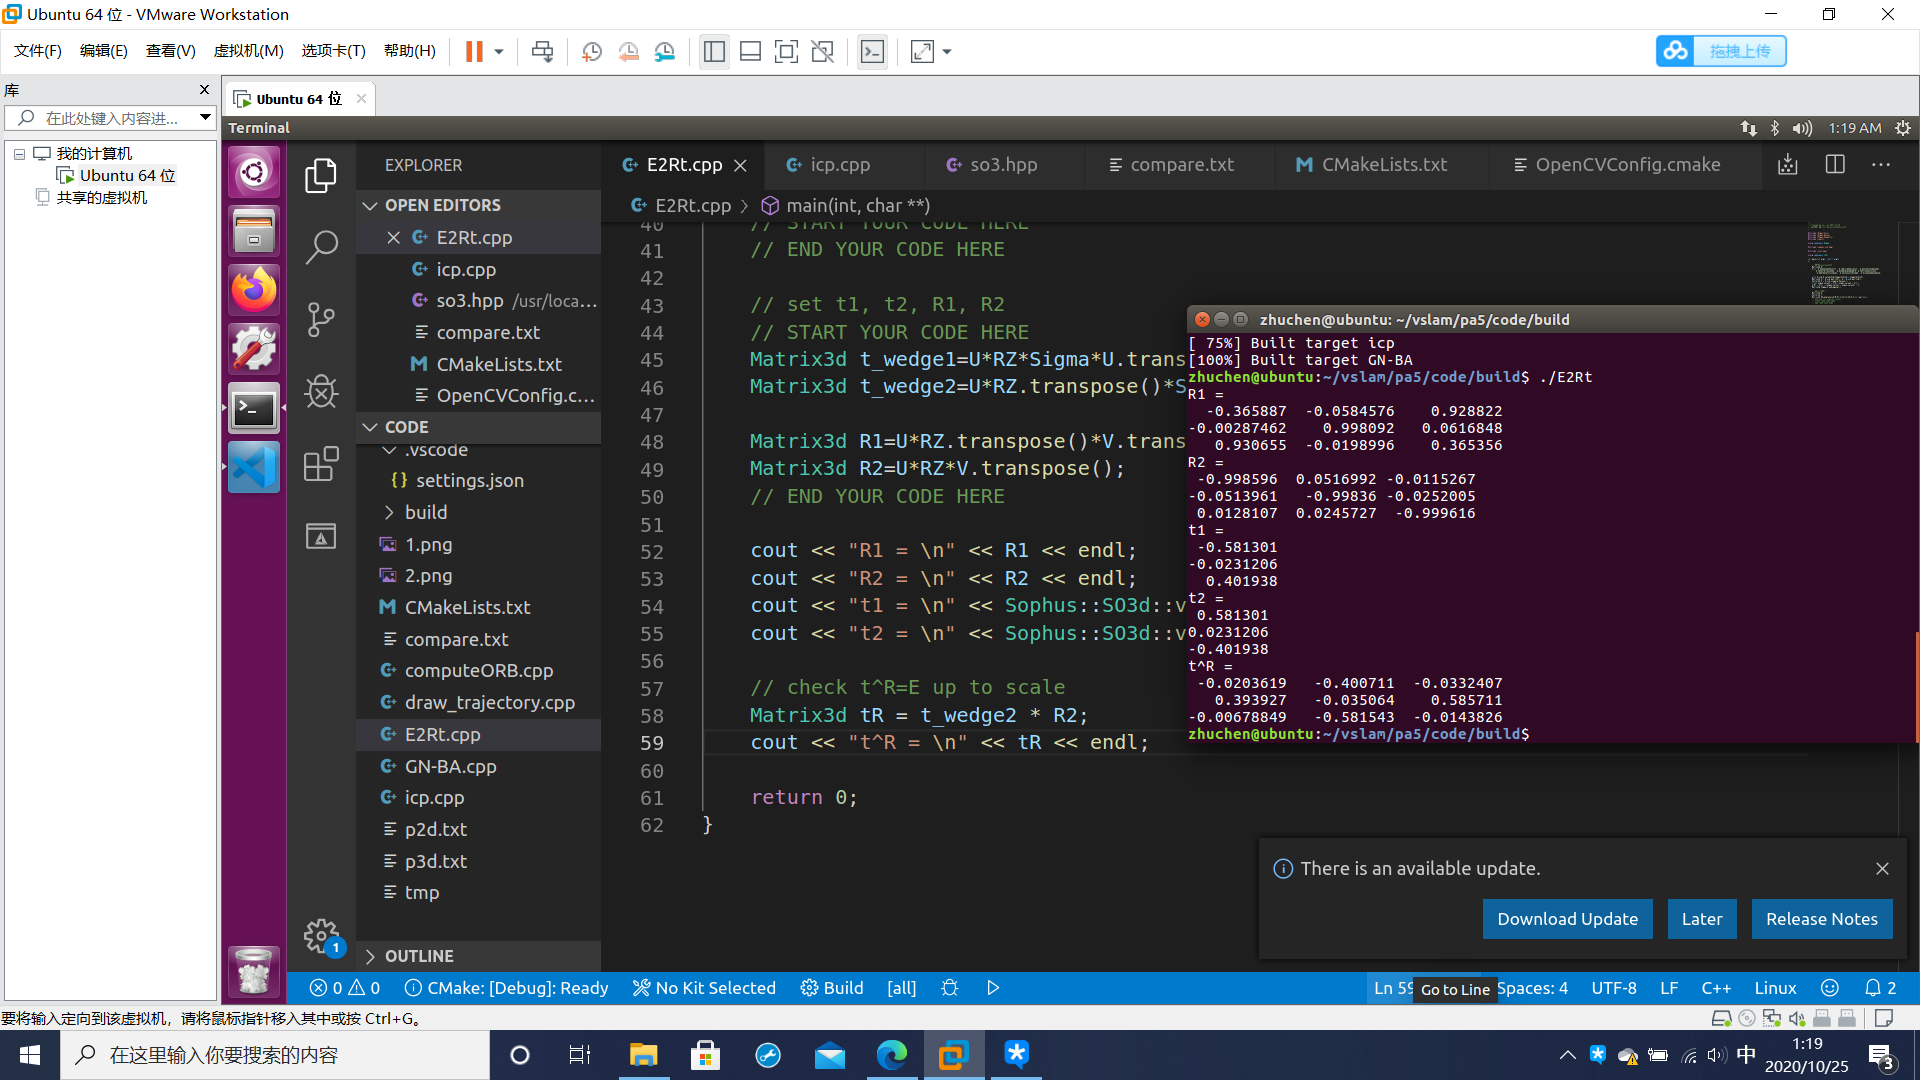 Ubuntu 64 位 - VMware Workstation
文件(F) 编辑(E) 查看(V) 虚拟机(M) 选项卡(T) 帮助(H)
拖拽上传
库
在此处键入内容进...
我的计算机
Ubuntu 64 位
共享的虚拟机
Ubuntu 64 位
Terminal
1:19 AM
EXPLORER
OPEN EDITORS
E2Rt.cpp
icp.cpp
so3.hpp /usr/loca...
compare.txt
CMakeLists.txt
OpenCVConfig.c...
CODE
.vscode
{} settings.json
build
1.png
2.png
CMakeLists.txt
compare.txt
computeORB.cpp
draw_trajectory.cpp
E2Rt.cpp
GN-BA.cpp
icp.cpp
p2d.txt
p3d.txt
tmp
OUTLINE
1
E2Rt.cpp icp.cpp so3.hpp compare.txt CMakeLists.txt OpenCVConfig.cmake
E2Rt.cpp > main(int, char **)
40 // START YOUR CODE HERE
41 // END YOUR CODE HERE
42
43 // set t1, t2, R1, R2
44 // START YOUR CODE HERE
45 Matrix3d t_wedge1=U*RZ*Sigma*U.trans
46 Matrix3d t_wedge2=U*RZ.transpose()*S
47
48 Matrix3d R1=U*RZ.transpose()*V.trans
49 Matrix3d R2=U*RZ*V.transpose();
50 // END YOUR CODE HERE
51
52 cout << "R1 = \n" << R1 << endl;
53 cout << "R2 = \n" << R2 << endl;
54 cout << "t1 = \n" << Sophus::SO3d::v
55 cout << "t2 = \n" << Sophus::SO3d::v
56
57 // check t^R=E up to scale
58 Matrix3d tR = t_wedge2 * R2;
59 cout << "t^R = \n" << tR << endl;
60
61 return 0;
62 }
zhuchen@ubuntu: ~/vslam/pa5/code/build
[ 75%] Built target icp
[100%] Built target GN-BA
zhuchen@ubuntu:~/vslam/pa5/code/build$ ./E2Rt
R1 =
-0.365887 -0.0584576 0.928822
-0.00287462 0.998092 0.0616848
0.930655 -0.0198996 0.365356
R2 =
-0.998596 0.0516992 -0.0115267
-0.0513961 -0.99836 -0.0252005
0.0128107 0.0245727 -0.999616
t1 =
-0.581301
-0.0231206
0.401938
t2 =
0.581301
0.0231206
-0.401938
t^R =
-0.0203619 -0.400711 -0.0332407
0.393927 -0.035064 0.585711
-0.00678849 -0.581543 -0.0143826
zhuchen@ubuntu:~/vslam/pa5/code/build$
There is an available update.
Download Update Later Release Notes
0 0 CMake: [Debug]: Ready No Kit Selected Build [all] Ln 59 Go to Line Spaces: 4 UTF-8 LF C++ Linux 2
要将输入定向到该虚拟机，请将鼠标指针移入其中或按 Ctrl+G。
在这里输入你要搜索的内容
中
1:19
2020/10/25
3